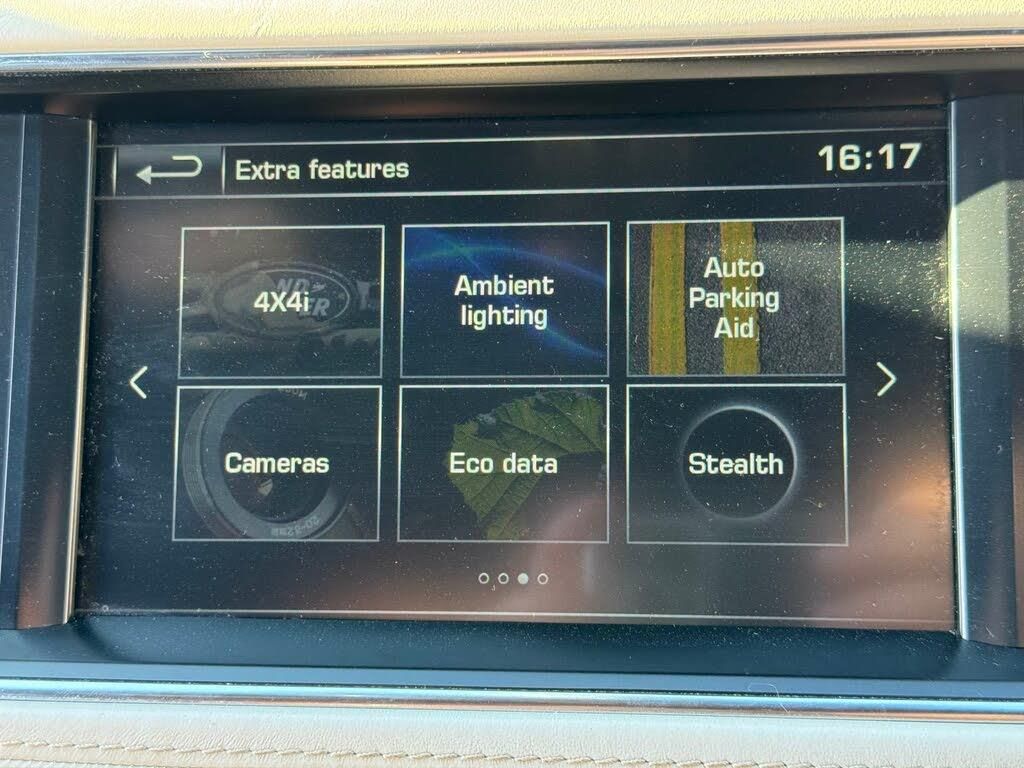 Extra features
16:17
4X4i
Ambient
lighting
Auto
Parking
Aid
Cameras
Eco data
Stealth